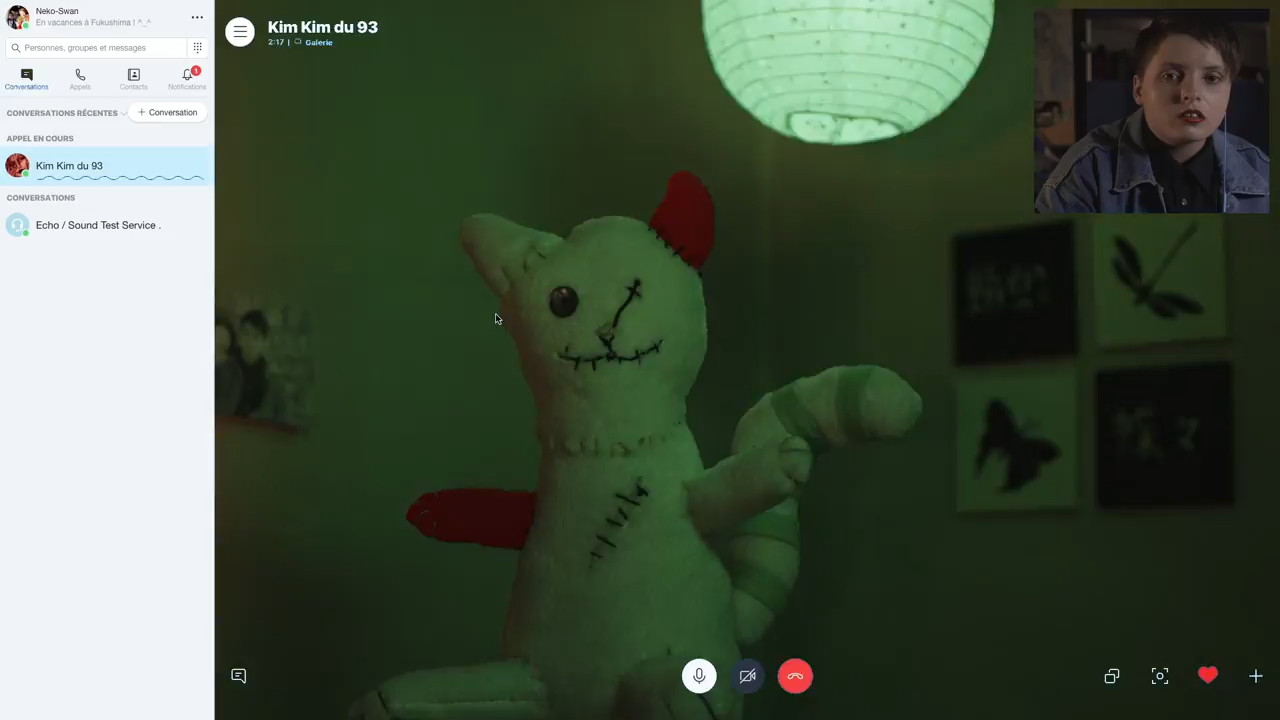 Neko-Swan
En vacances à Fukushima ! ^_^
Personnes, groupes et messages
Conversations
Appels
Contacts
1
Notifications
CONVERSATIONS RÉCENTES
+ Conversation
APPEL EN COURS
Kim Kim du 93
CONVERSATIONS
Echo / Sound Test Service .
Kim Kim du 93
2:17 | Galerie